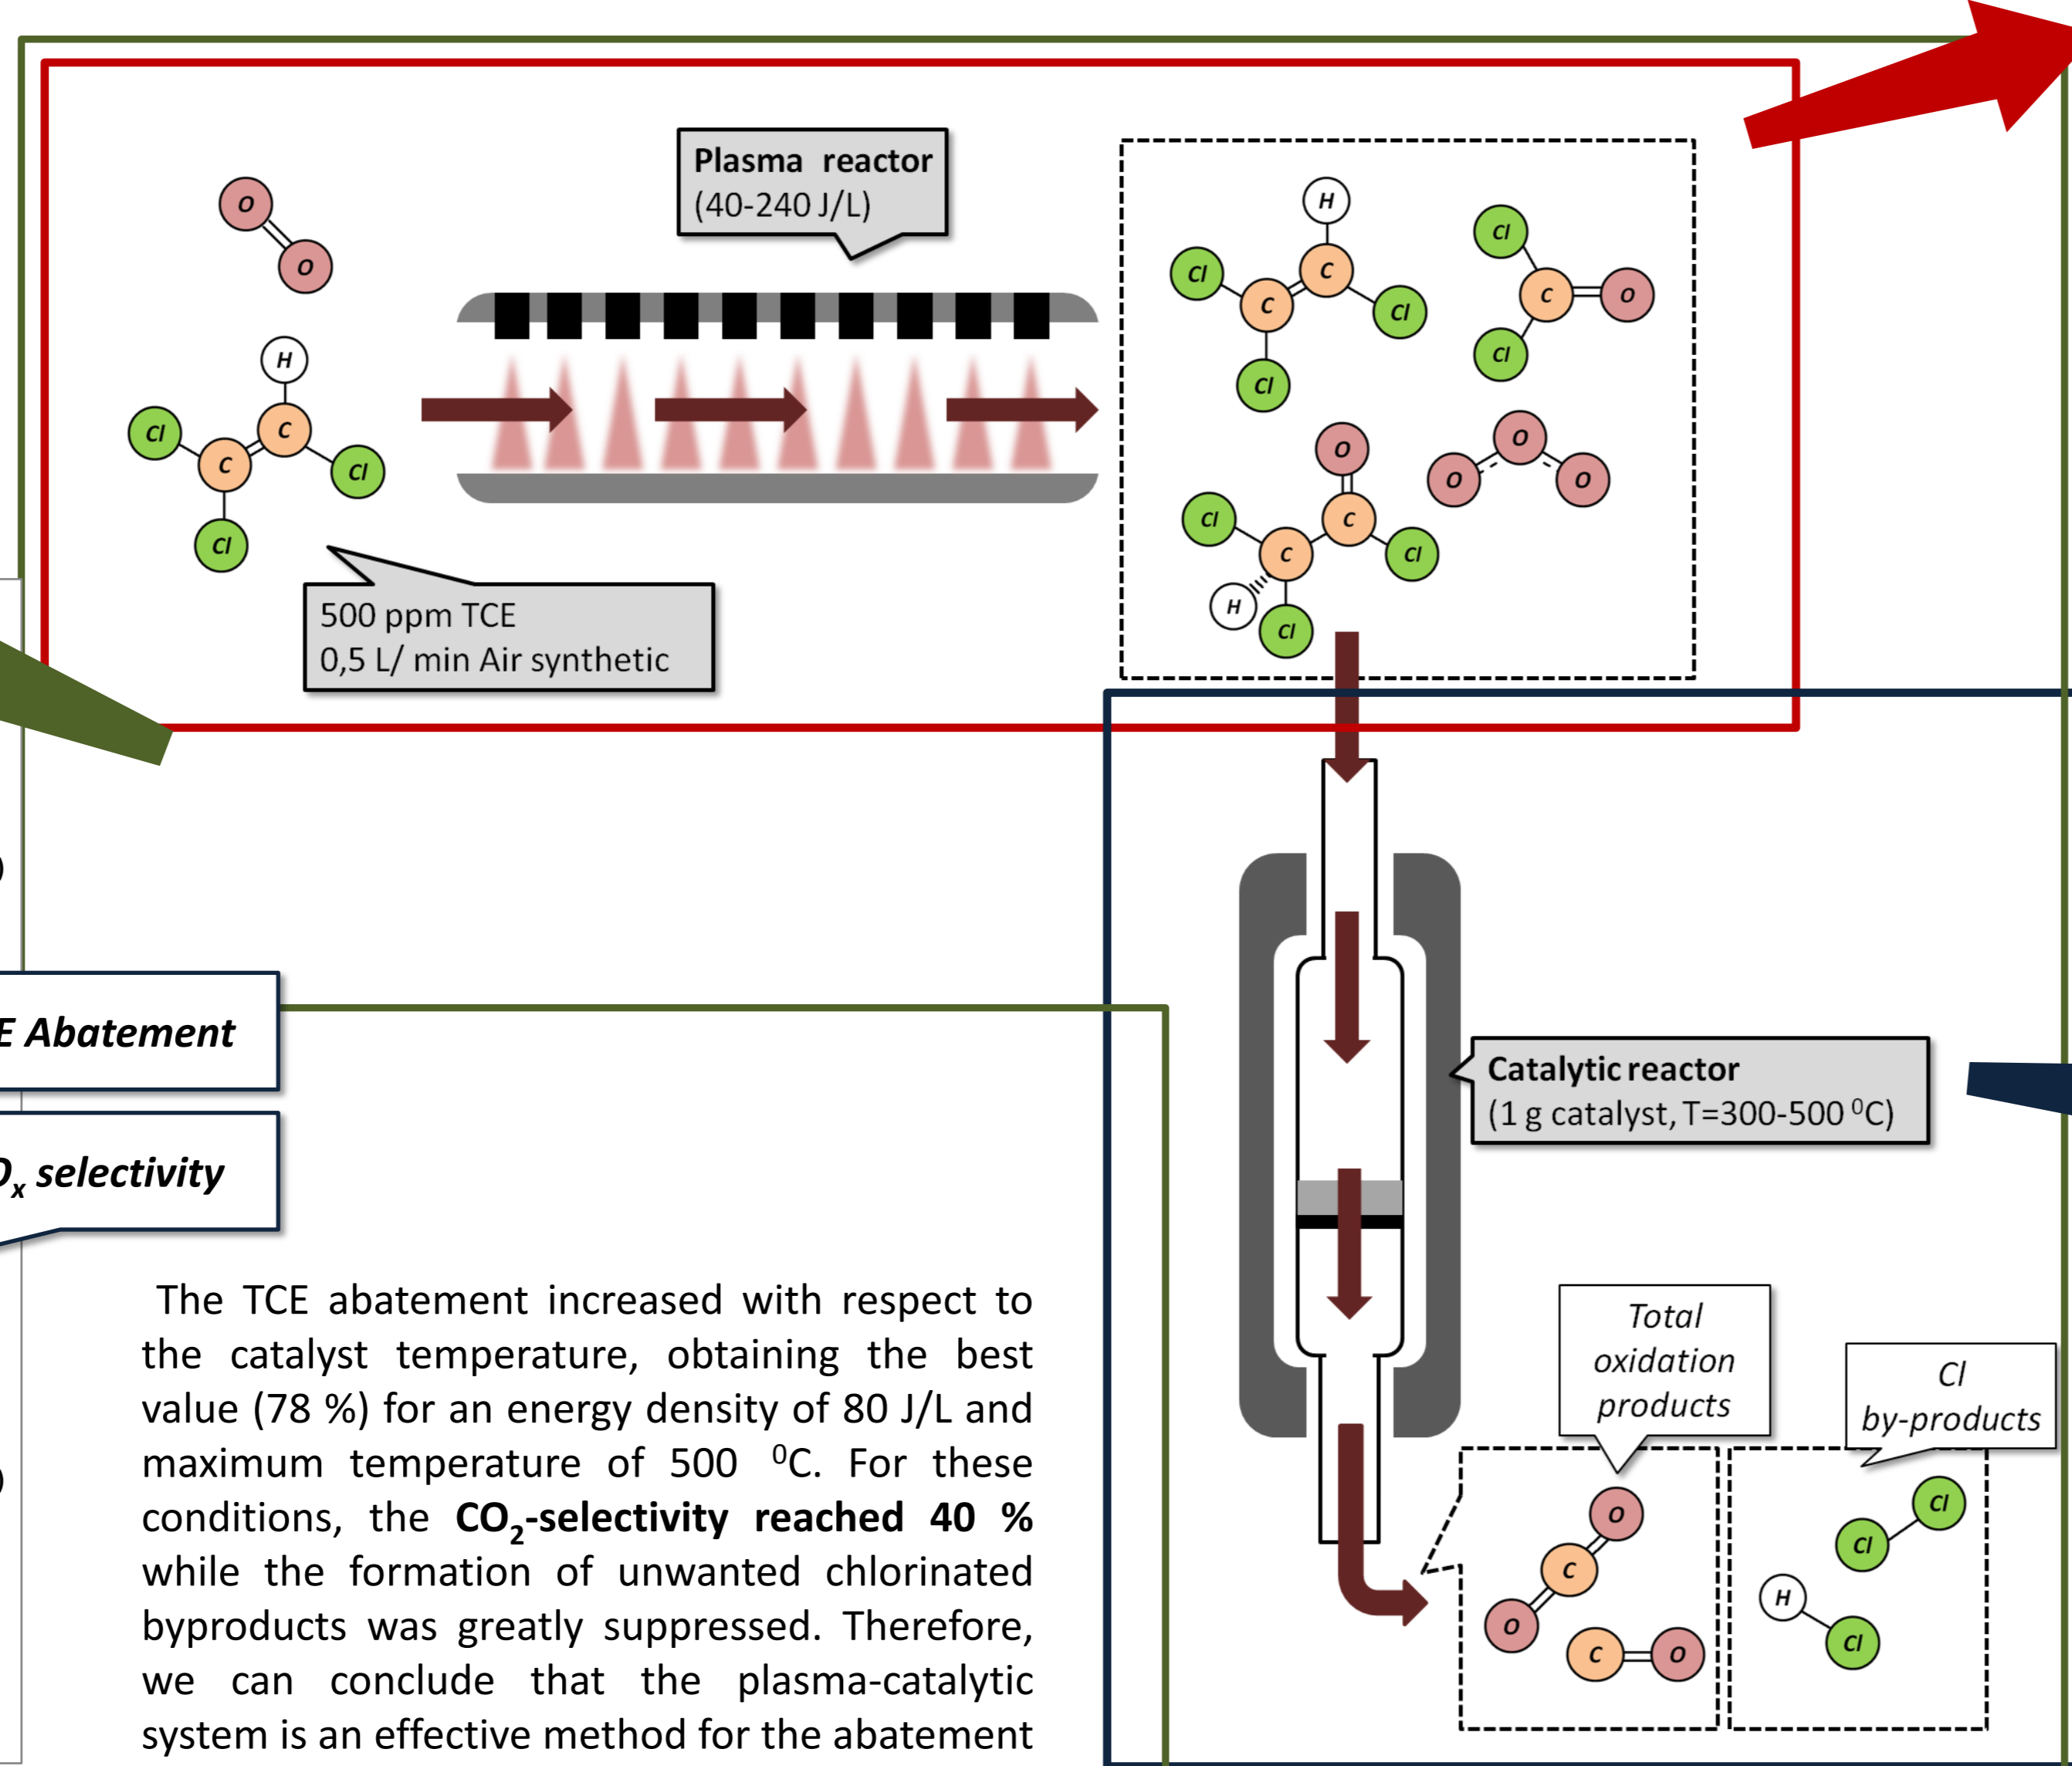 Plasma reactor
(40-240 J/L)
O
O
H
Cl
C
C
Cl
Cl
500 ppm TCE
0,5 L/ min Air synthetic
H
Cl
C
C
Cl
Cl
Cl
C
O
Cl
O
O
O
O
Cl
C
C
Cl
H
Cl
)
E Abatement
Ox selectivity
)
Catalytic reactor
(1 g catalyst, T=300-500 ⁰C)
The TCE abatement increased with respect to
the catalyst temperature, obtaining the best
value (78 %) for an energy density of 80 J/L and
maximum temperature of 500 ⁰C. For these
conditions, the CO₂-selectivity reached 40 %
while the formation of unwanted chlorinated
byproducts was greatly suppressed. Therefore,
we can conclude that the plasma-catalytic
system is an effective method for the abatement
Total
oxidation
products
Cl
by-products
O
C
O
C
O
Cl
Cl
H
Cl